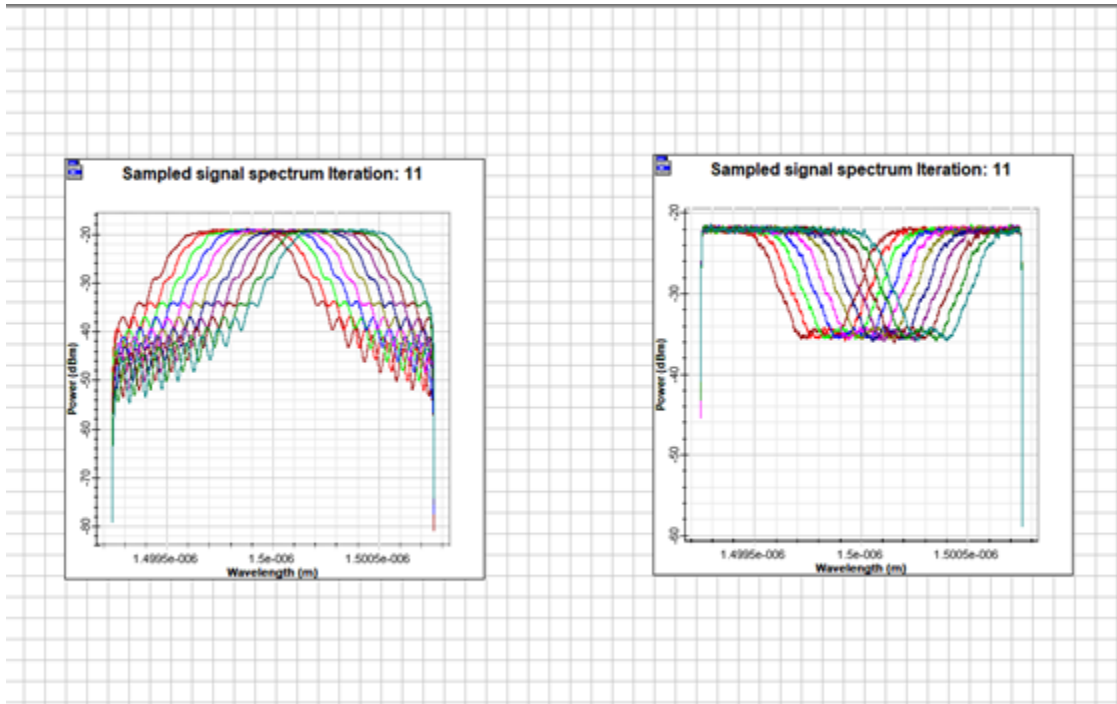 Sampled signal spectrum Iteration: 11
Power (dBm)
-20
-30
-40
-50
-60
-70
-80
1.4995e-006 1.5e-006 1.5005e-006
Wavelength (m)
Sampled signal spectrum Iteration: 11
Power (dBm)
-20
-30
-40
-50
-60
1.4995e-006 1.5e-006 1.5005e-006
Wavelength (m)